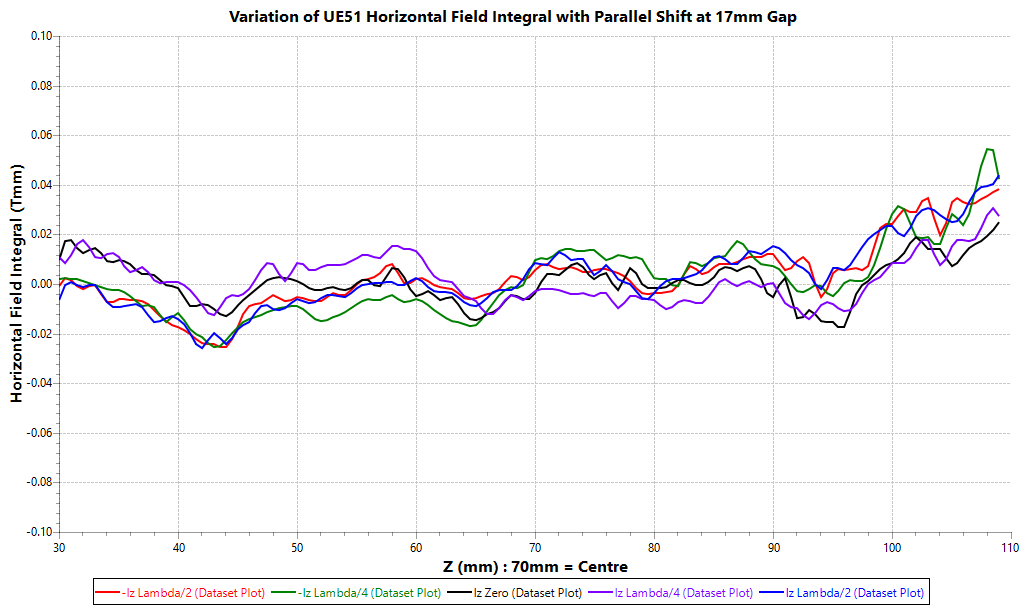 Variation of UE51 Horizontal Field Integral with Parallel Shift at 17mm Gap
Horizontal Field Integral (Tmm)
0.10
0.08
0.06
0.04
0.02
0.00
-0.02
-0.04
-0.06
-0.08
-0.10
30 40 50 60 70 80 90 100 110
Z (mm) : 70mm = Centre
-Iz Lambda/2 (Dataset Plot) -Iz Lambda/4 (Dataset Plot) Iz Zero (Dataset Plot) Iz Lambda/4 (Dataset Plot) Iz Lambda/2 (Dataset Plot)